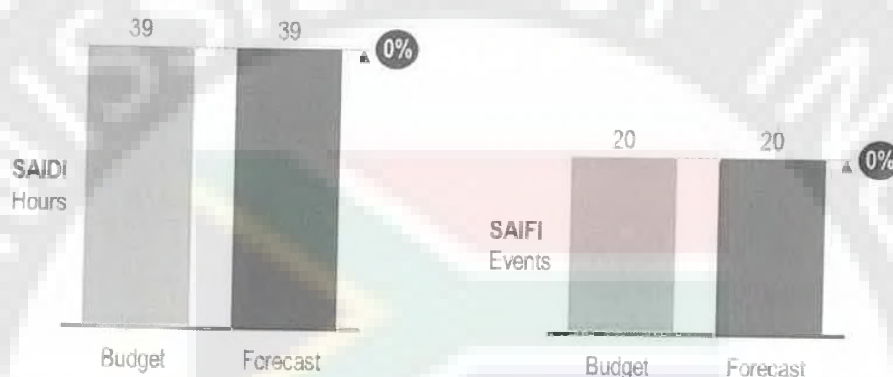 39
39
0%
SAIDI
Hours
Budget
Forecast
20
20
0%
SAIFI
Events
Budget
Forecast